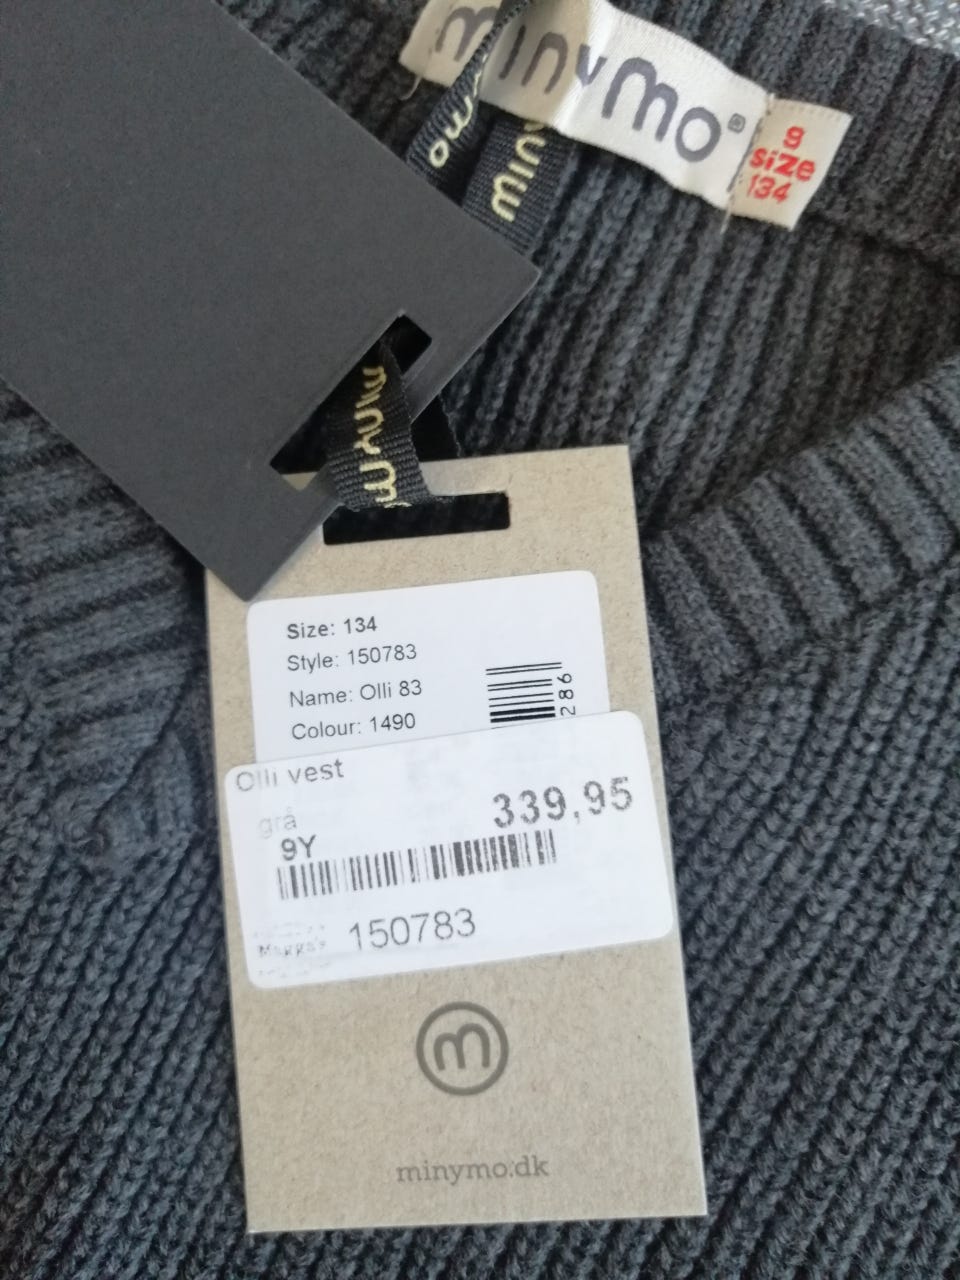 minymo®
9
size
134
minymo
minymo
Size: 134
Style: 150783
Name: Olli 83
Colour: 1490
286
Olli vest
grå
339,95
9Y
150783
m
minymo.dk